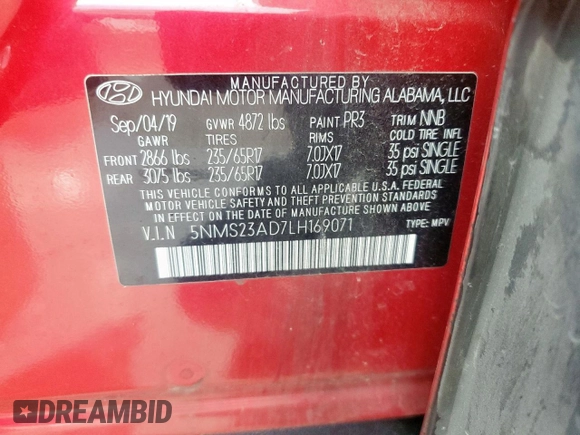 MANUFACTURED BY
HYUNDAI MOTOR MANUFACTURING ALABAMA, LLC
Sep/04/19 GVWR 4872 lbs PAINT PR3 TRIM NNB
GAWR TIRES RIMS COLD TIRE INFL
FRONT 2866 lbs 235/65R17 7.0JX17 35 psi SINGLE
REAR 3075 lbs 235/65R17 7.0JX17 35 psi SINGLE
THIS VEHICLE CONFORMS TO ALL APPLICABLE U.S.A. FEDERAL
MOTOR VEHICLE SAFETY AND THEFT PREVENTION STANDARDS
IN EFFECT ON THE DATE OF MANUFACTURE SHOWN ABOVE.
V.I.N 5NMS23AD7LH169071 TYPE: MPV
DREAMBID